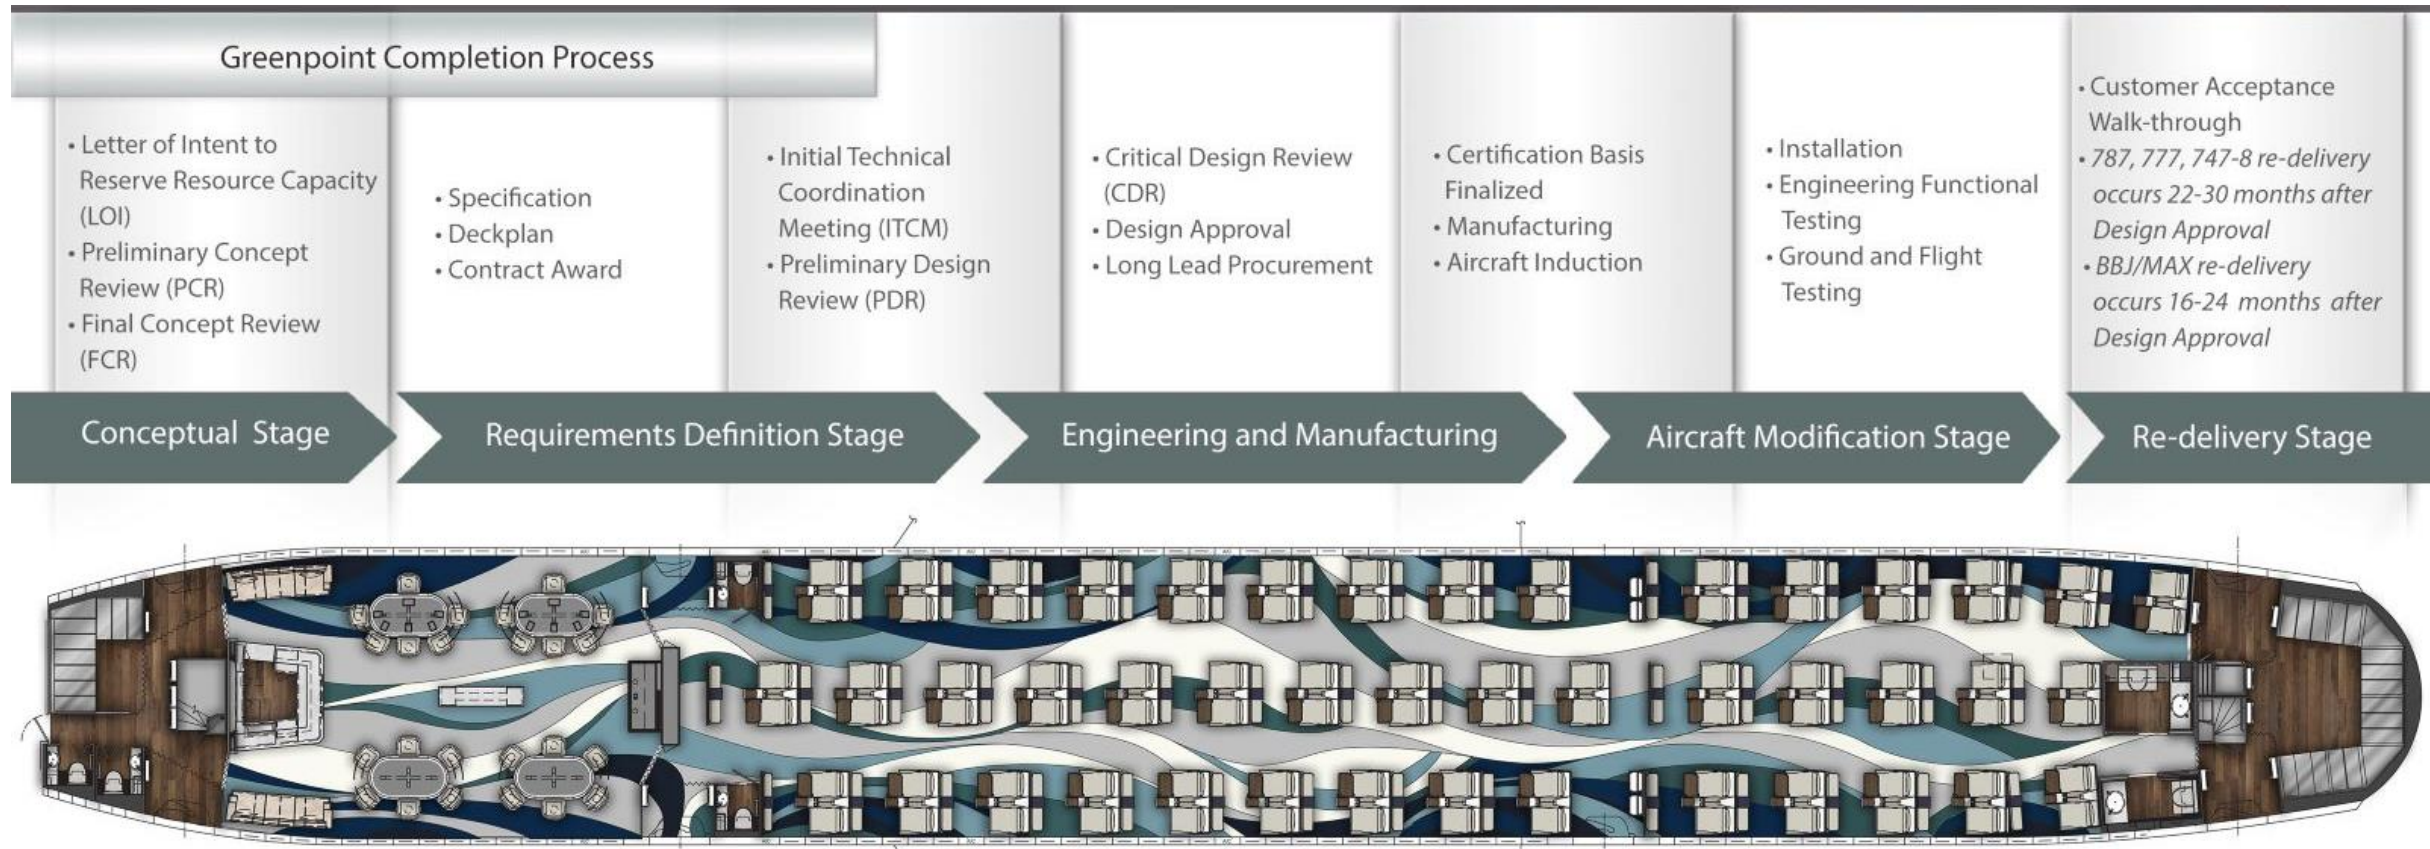 Greenpoint Completion Process
• Letter of Intent to
Reserve Resource Capacity
(LOI)
• Preliminary Concept
Review (PCR)
• Final Concept Review
(FCR)
• Specification
• Deckplan
• Contract Award
• Initial Technical
Coordination
Meeting (ITCM)
• Preliminary Design
Review (PDR)
• Critical Design Review
(CDR)
• Design Approval
• Long Lead Procurement
• Certification Basis
Finalized
• Manufacturing
• Aircraft Induction
• Installation
• Engineering Functional
Testing
• Ground and Flight
Testing
• Customer Acceptance
Walk-through
• 787, 777, 747-8 re-delivery
occurs 22-30 months after
Design Approval
• BBJ/MAX re-delivery
occurs 16-24 months after
Design Approval
Conceptual Stage
Requirements Definition Stage
Engineering and Manufacturing
Aircraft Modification Stage
Re-delivery Stage